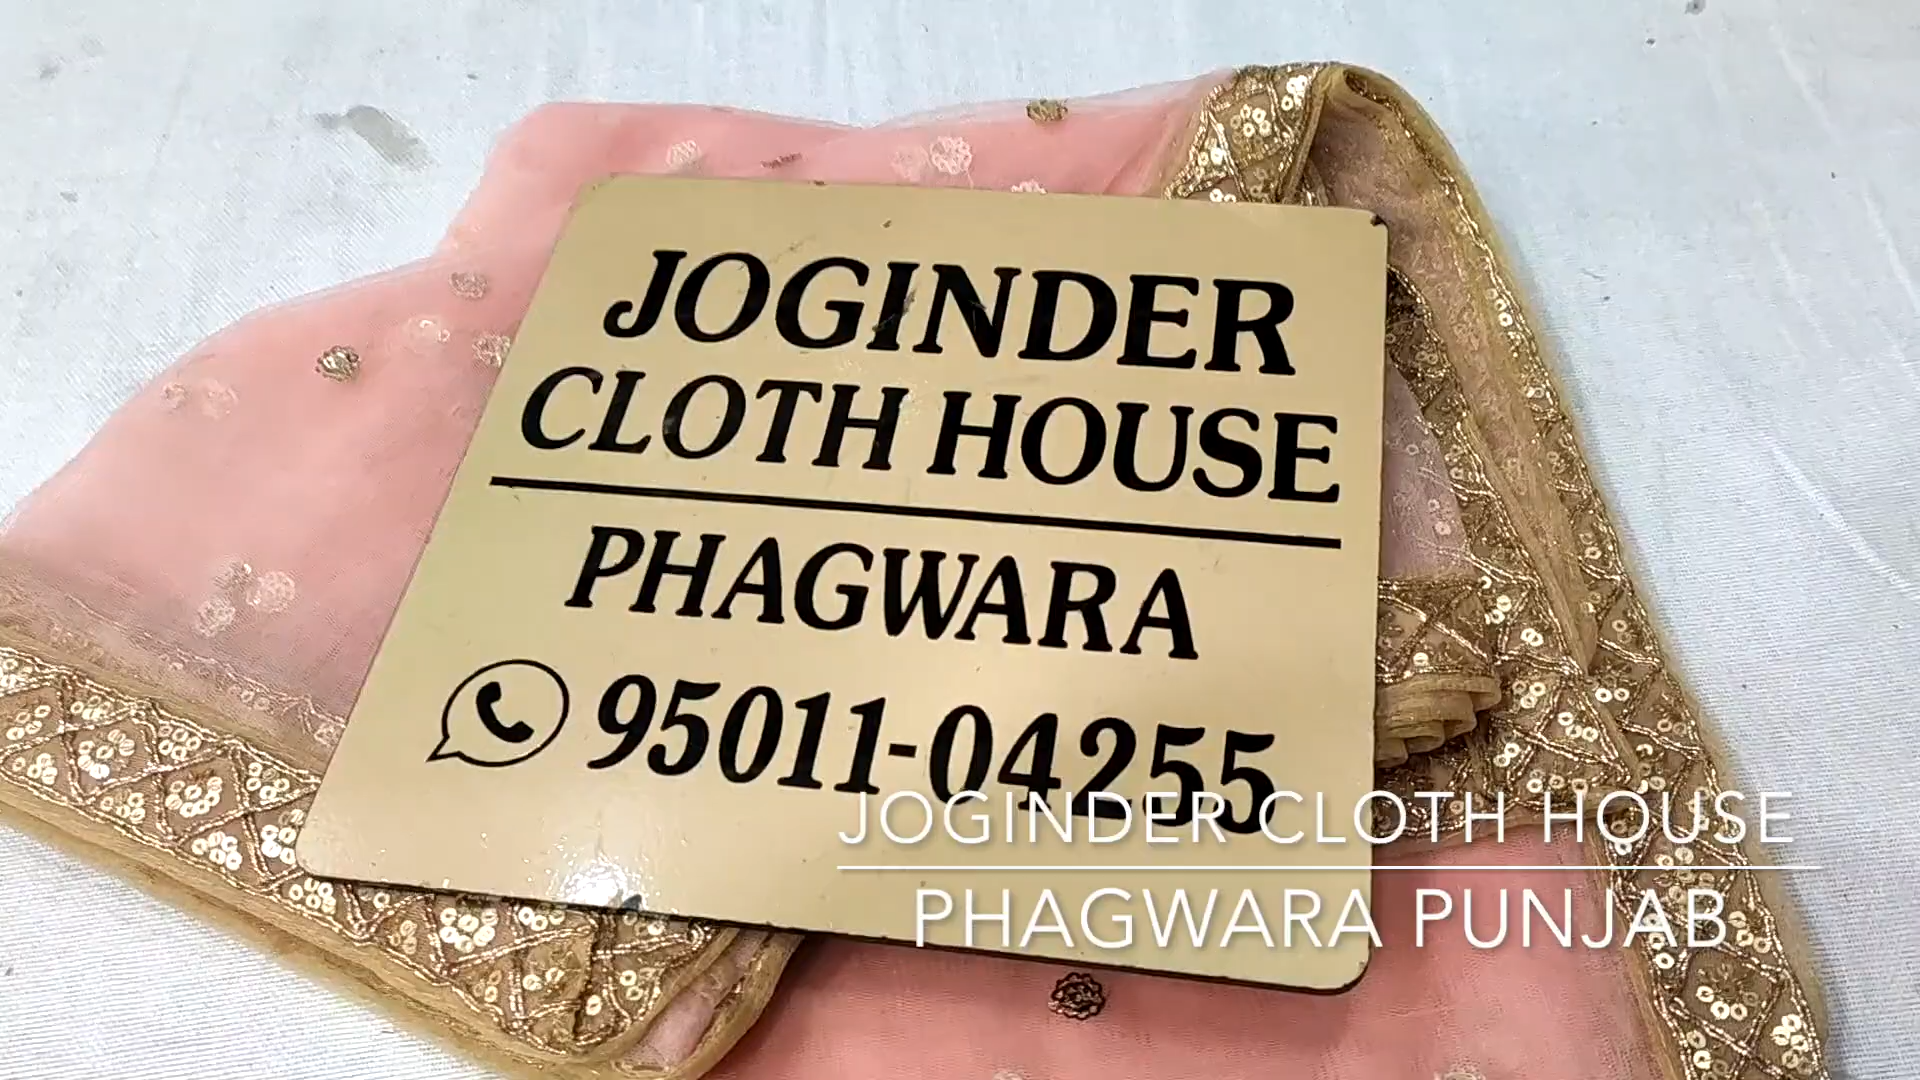 JOGINDER
CLOTH HOUSE
PHAGWARA
95011-04255
JOGINDER CLOTH HOUSE
PHAGWARA PUNJAB